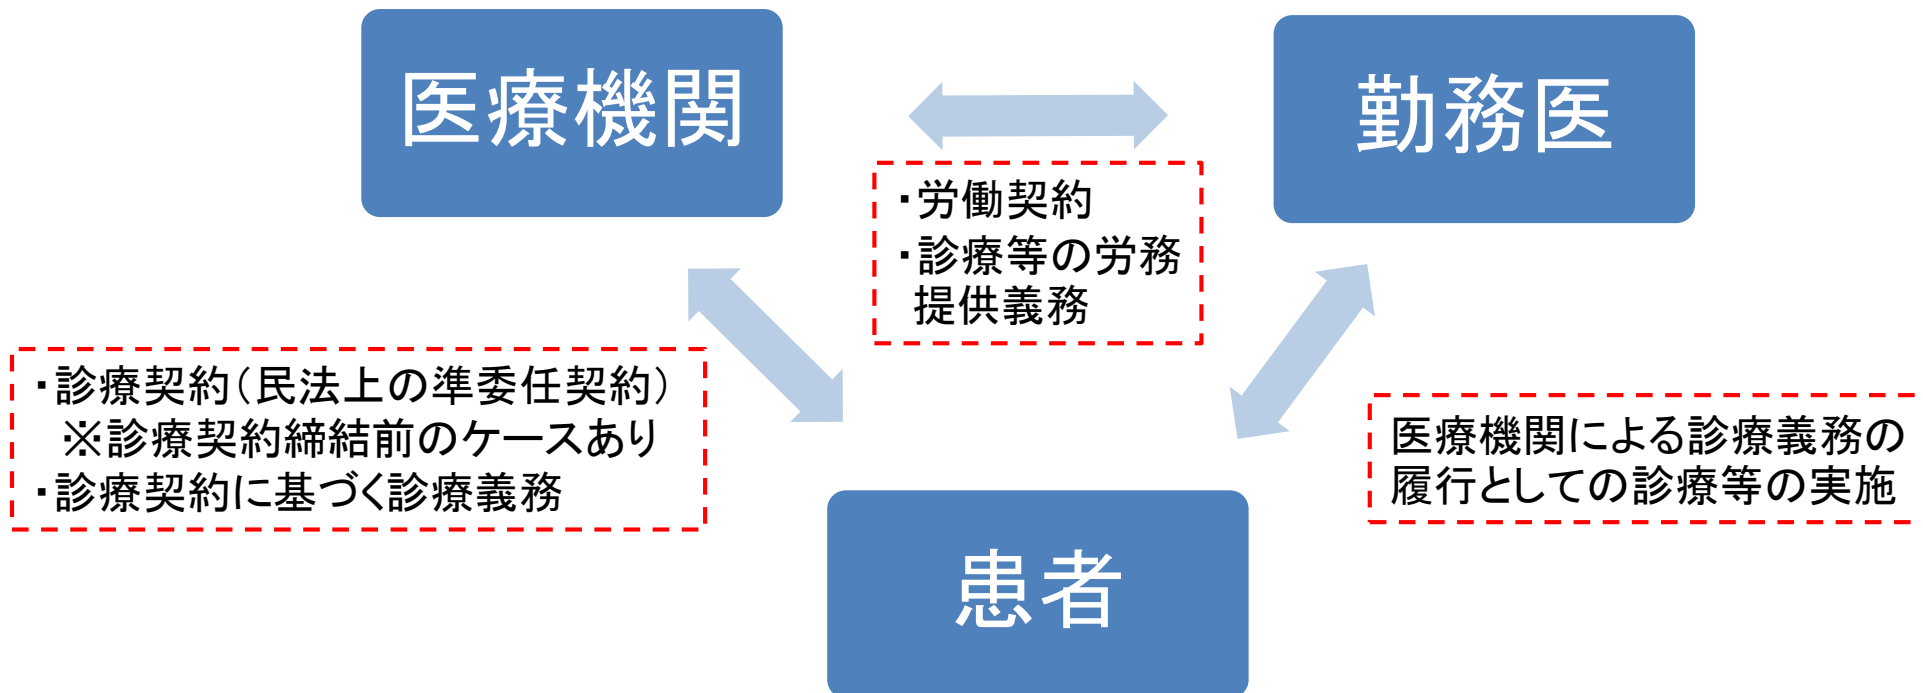 医療機関
勤務医
・労働契約
・診療等の労務
提供義務
・診療契約（民法上の準委任契約）
※診療契約締結前のケースあり
・診療契約に基づく診療義務
医療機関による診療義務の
履行としての診療等の実施
患者